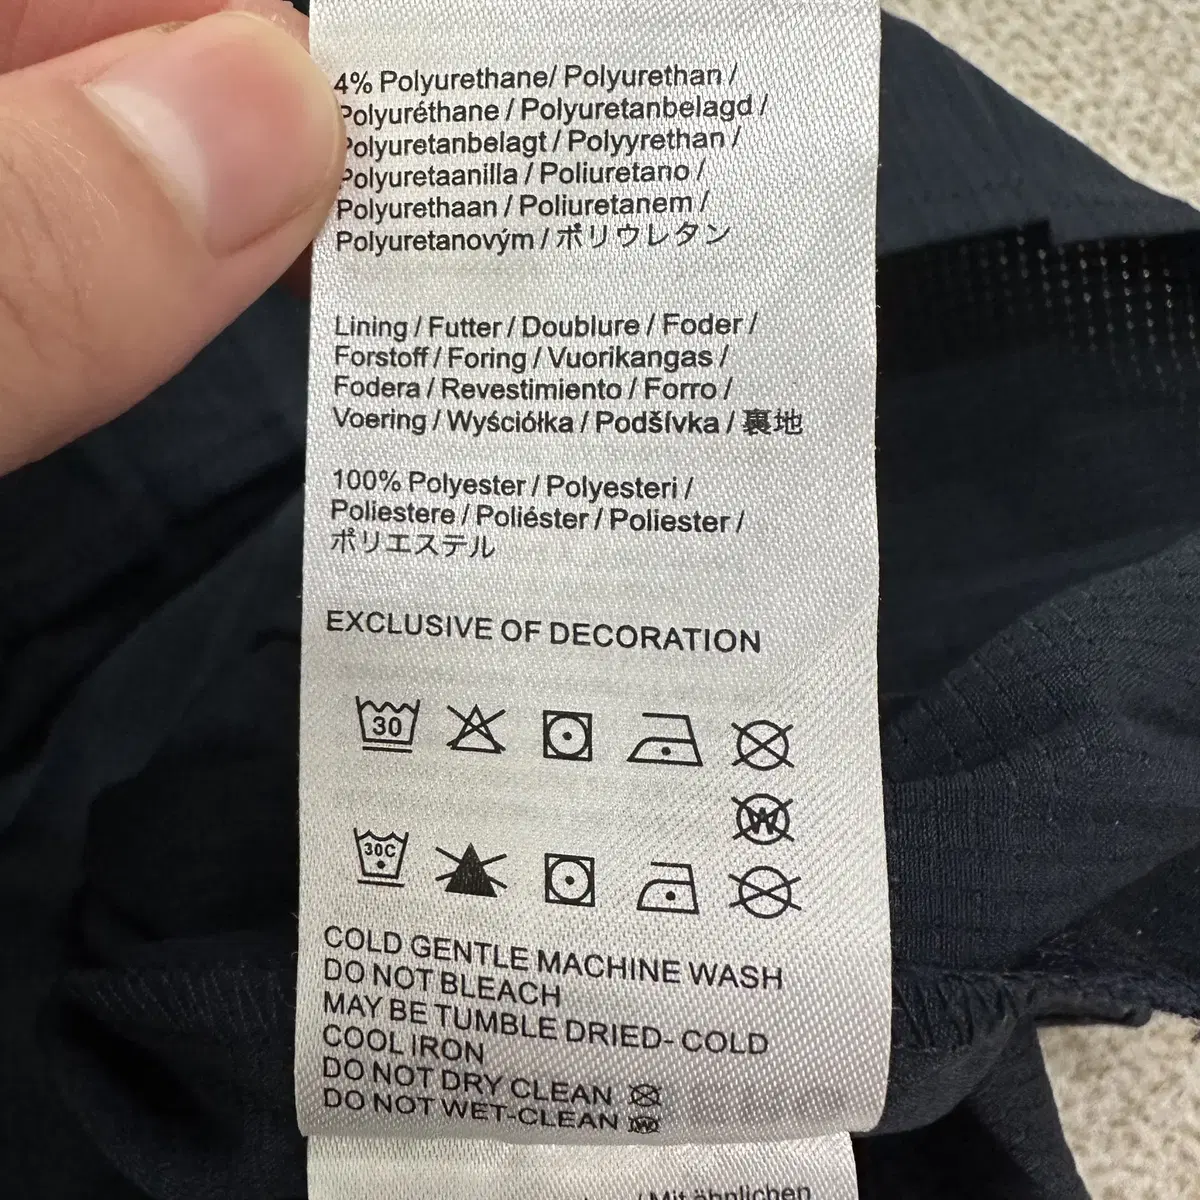 4% Polyurethane/ Polyurethan /
Polyuréthane / Polyuretanbelagd /
Polyuretanbelagt / Polyyrethan /
Polyuretaanilla / Poliuretano /
Polyurethaan / Poliuretanem /
Polyuretanovým / ポリウレタン
Lining / Futter / Doublure / Foder /
Forstoff / Foring / Vuorikangas /
Fodera / Revestimiento / Forro /
Voering / Wyściółka / Podšívka / 裏地
100% Polyester / Polyesteri /
Poliestere / Poliéster / Poliester /
ポリエステル
EXCLUSIVE OF DECORATION
30
W
30C
COLD GENTLE MACHINE WASH
DO NOT BLEACH
MAY BE TUMBLE DRIED- COLD
COOL IRON
DO NOT DRY CLEAN
DO NOT WET-CLEAN W
/ Mit ähnlichen